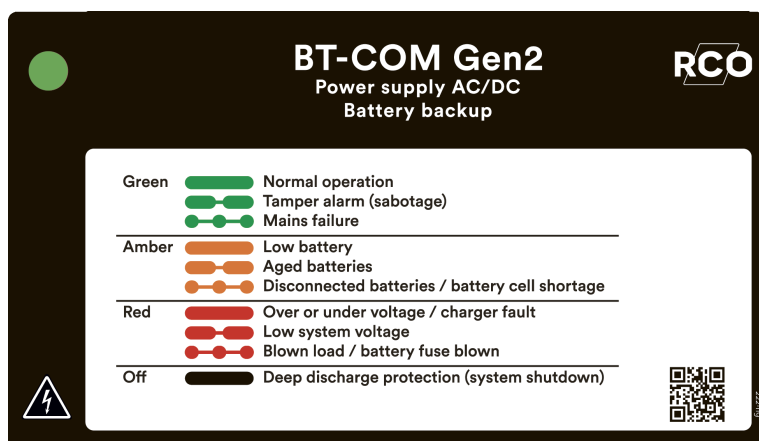 BT-COM Gen2
RCO
Power supply AC/DC
Battery backup
Green Normal operation
Tamper alarm (sabotage)
Mains failure
Amber Low battery
Aged batteries
Disconnected batteries / battery cell shortage
Red Over or under voltage / charger fault
Low system voltage
Blown load / battery fuse blown
Off Deep discharge protection (system shutdown)